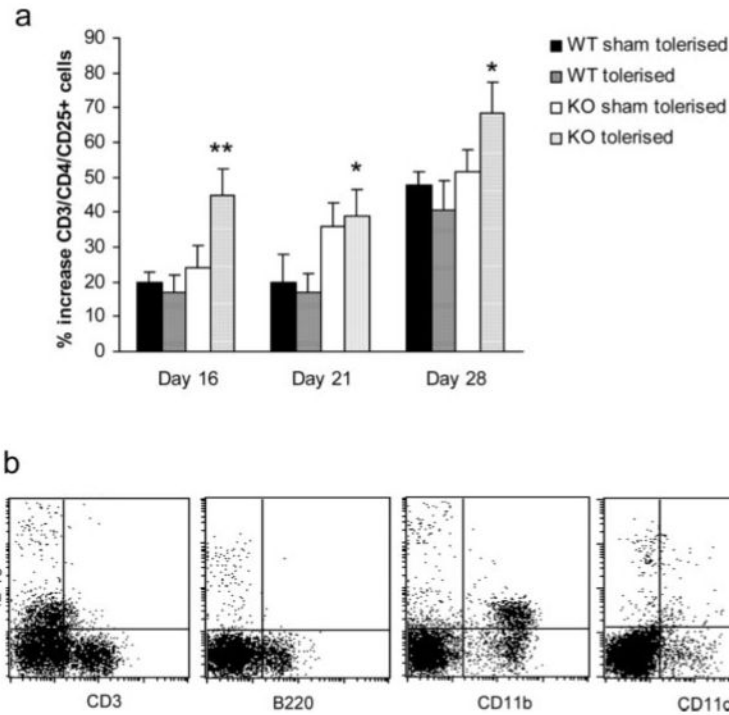 a
% increase CD3/CD4/CD25+ cells
90
80
70
60
50
40
30
20
10
0
**
*
*
Day 16
Day 21
Day 28
WT sham tolerised
WT tolerised
KO sham tolerised
KO tolerised
b
CD3
B220
CD11b